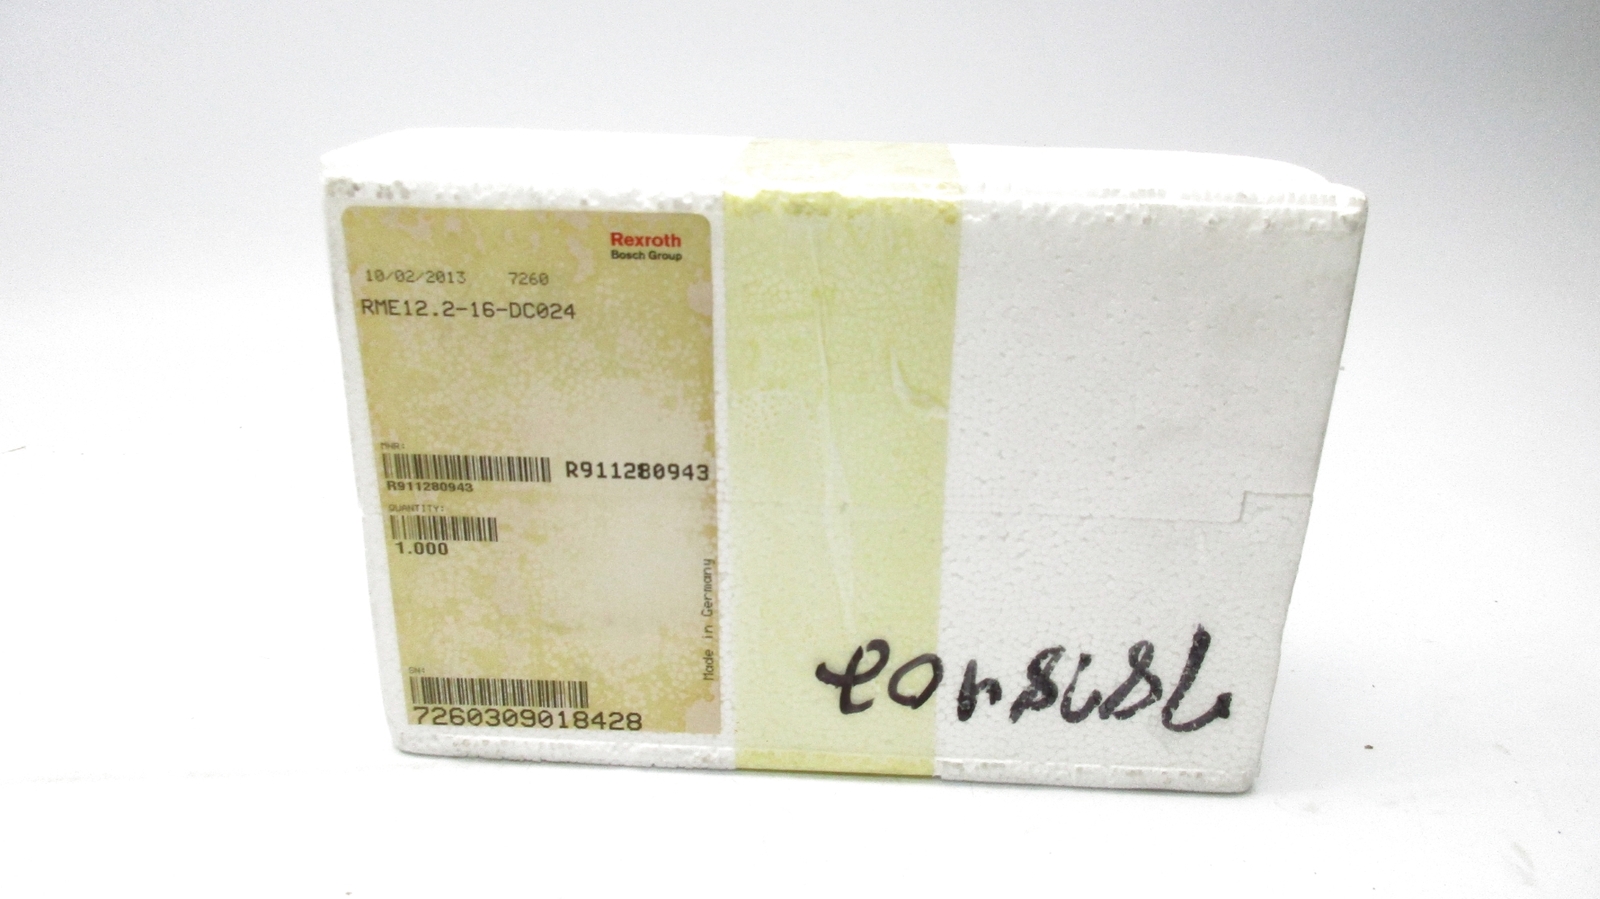 Rexroth
Bosch Group
10/02/2013 7260
RME12.2-16-DC024
MNR:
R911280943
R911280943
QUANTITY:
1.000
Made in Germany
SN:
7260309018428